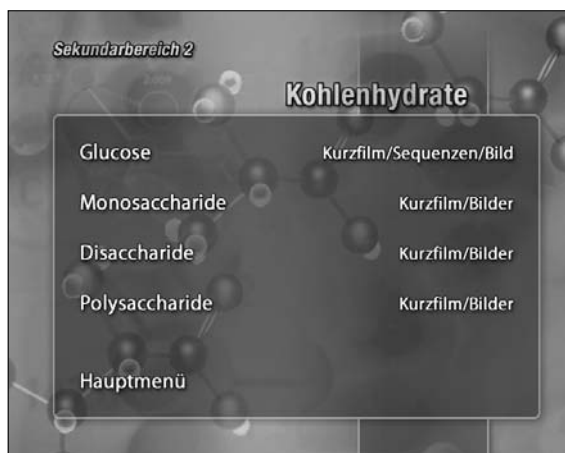 Sekundarbereich 2
Kohlenhydrate
Glucose Kurzfilm/Sequenzen/Bild
Monosaccharide Kurzfilm/Bilder
Disaccharide Kurzfilm/Bilder
Polysaccharide Kurzfilm/Bilder
Hauptmenü